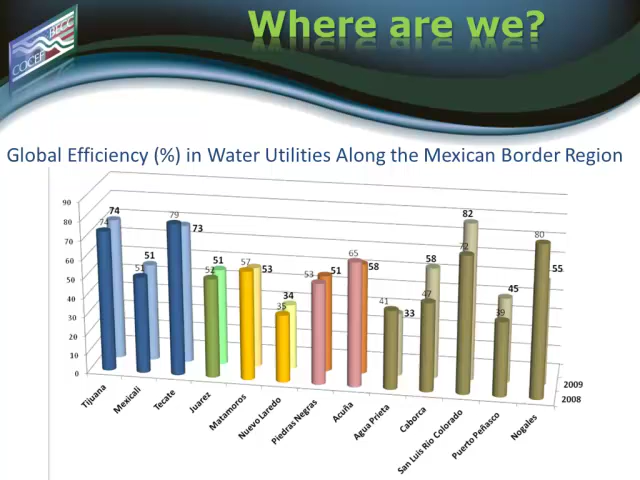 Where are we?
BECC
COCEF
Global Efficiency (%) in Water Utilities Along the Mexican Border Region
90
80
70
60
50
40
30
20
10
0
74 74
51 51
79 73
52 51
57 53
35 34
53 51
65 58
41 33
47 58
72 82
39 45
80 55
2009
2008
Tijuana
Mexicali
Tecate
Juarez
Matamoros
Nuevo Laredo
Piedras Negras
Acuña
Agua Prieta
Caborca
San Luis Río Colorado
Puerto Peñasco
Nogales